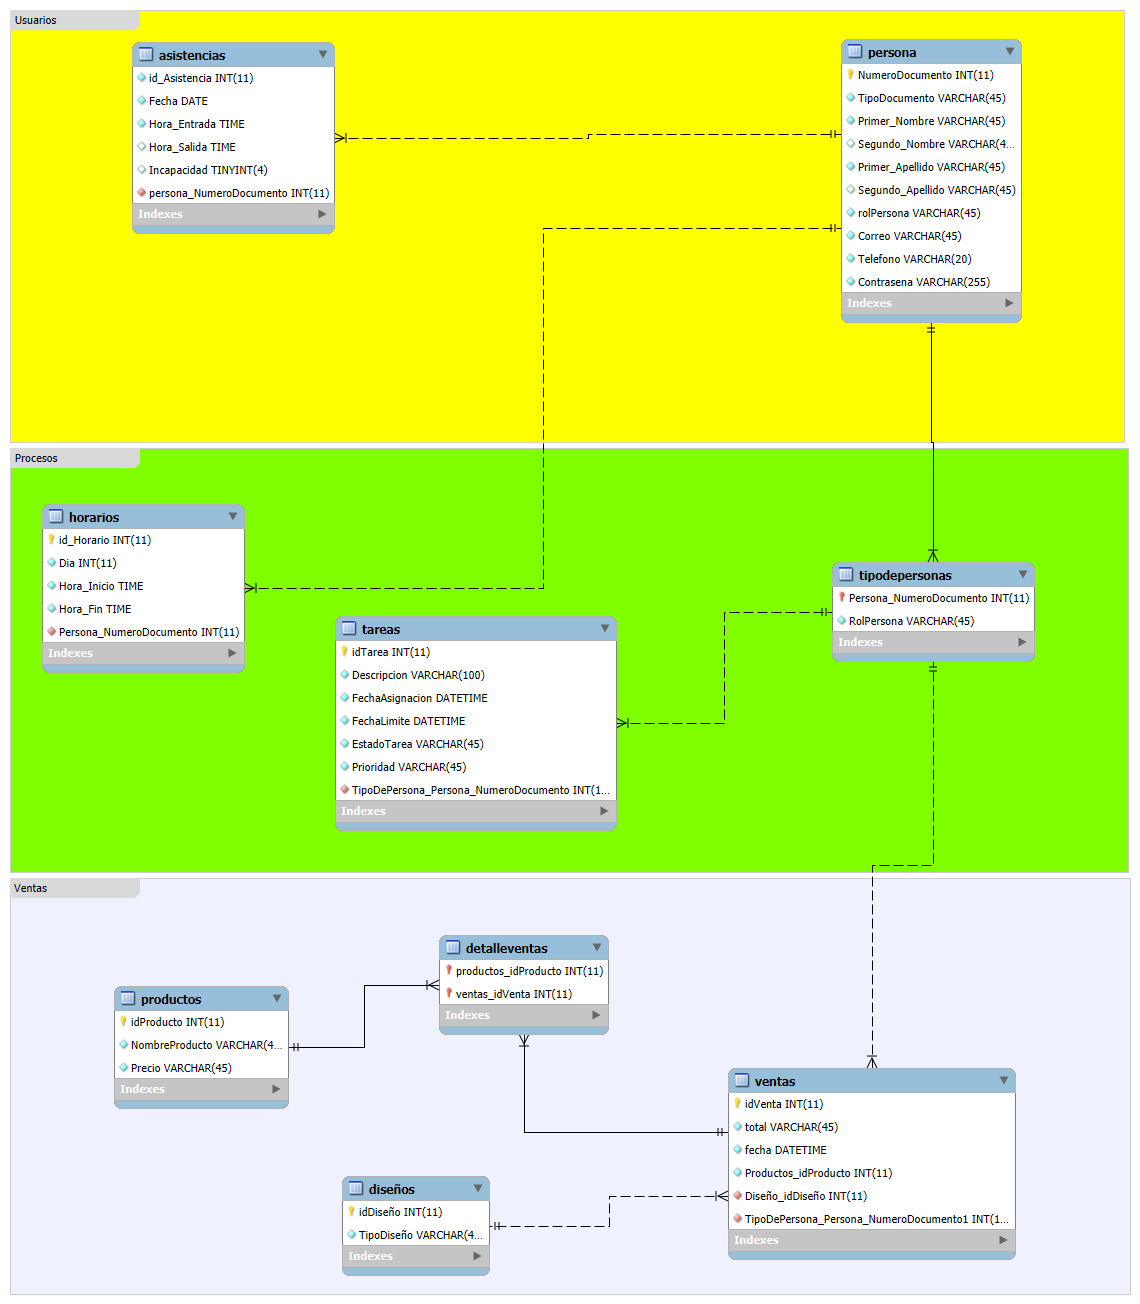 Usuarios
asistencias
id_Asistencia INT(11)
Fecha DATE
Hora_Entrada TIME
Hora_Salida TIME
Incapacidad TINYINT(4)
persona_NumeroDocumento INT(11)
Indexes
persona
NumeroDocumento INT(11)
TipoDocumento VARCHAR(45)
Primer_Nombre VARCHAR(45)
Segundo_Nombre VARCHAR(4...
Primer_Apellido VARCHAR(45)
Segundo_Apellido VARCHAR(45)
rolPersona VARCHAR(45)
Correo VARCHAR(45)
Telefono VARCHAR(20)
Contrasena VARCHAR(255)
Indexes
Procesos
horarios
id_Horario INT(11)
Dia INT(11)
Hora_Inicio TIME
Hora_Fin TIME
Persona_NumeroDocumento INT(11)
Indexes
tareas
idTarea INT(11)
Descripcion VARCHAR(100)
FechaAsignacion DATETIME
FechaLimite DATETIME
EstadoTarea VARCHAR(45)
Prioridad VARCHAR(45)
TipoDePersona_Persona_NumeroDocumento INT(1...
Indexes
tipodepersonas
Persona_NumeroDocumento INT(11)
RolPersona VARCHAR(45)
Indexes
Ventas
detalleventas
productos_idProducto INT(11)
ventas_idVenta INT(11)
Indexes
productos
idProducto INT(11)
NombreProducto VARCHAR(4...
Precio VARCHAR(45)
Indexes
ventas
idVenta INT(11)
total VARCHAR(45)
fecha DATETIME
Productos_idProducto INT(11)
Diseño_idDiseño INT(11)
TipoDePersona_Persona_NumeroDocumento1 INT(1...
Indexes
diseños
idDiseño INT(11)
TipoDiseño VARCHAR(4...
Indexes